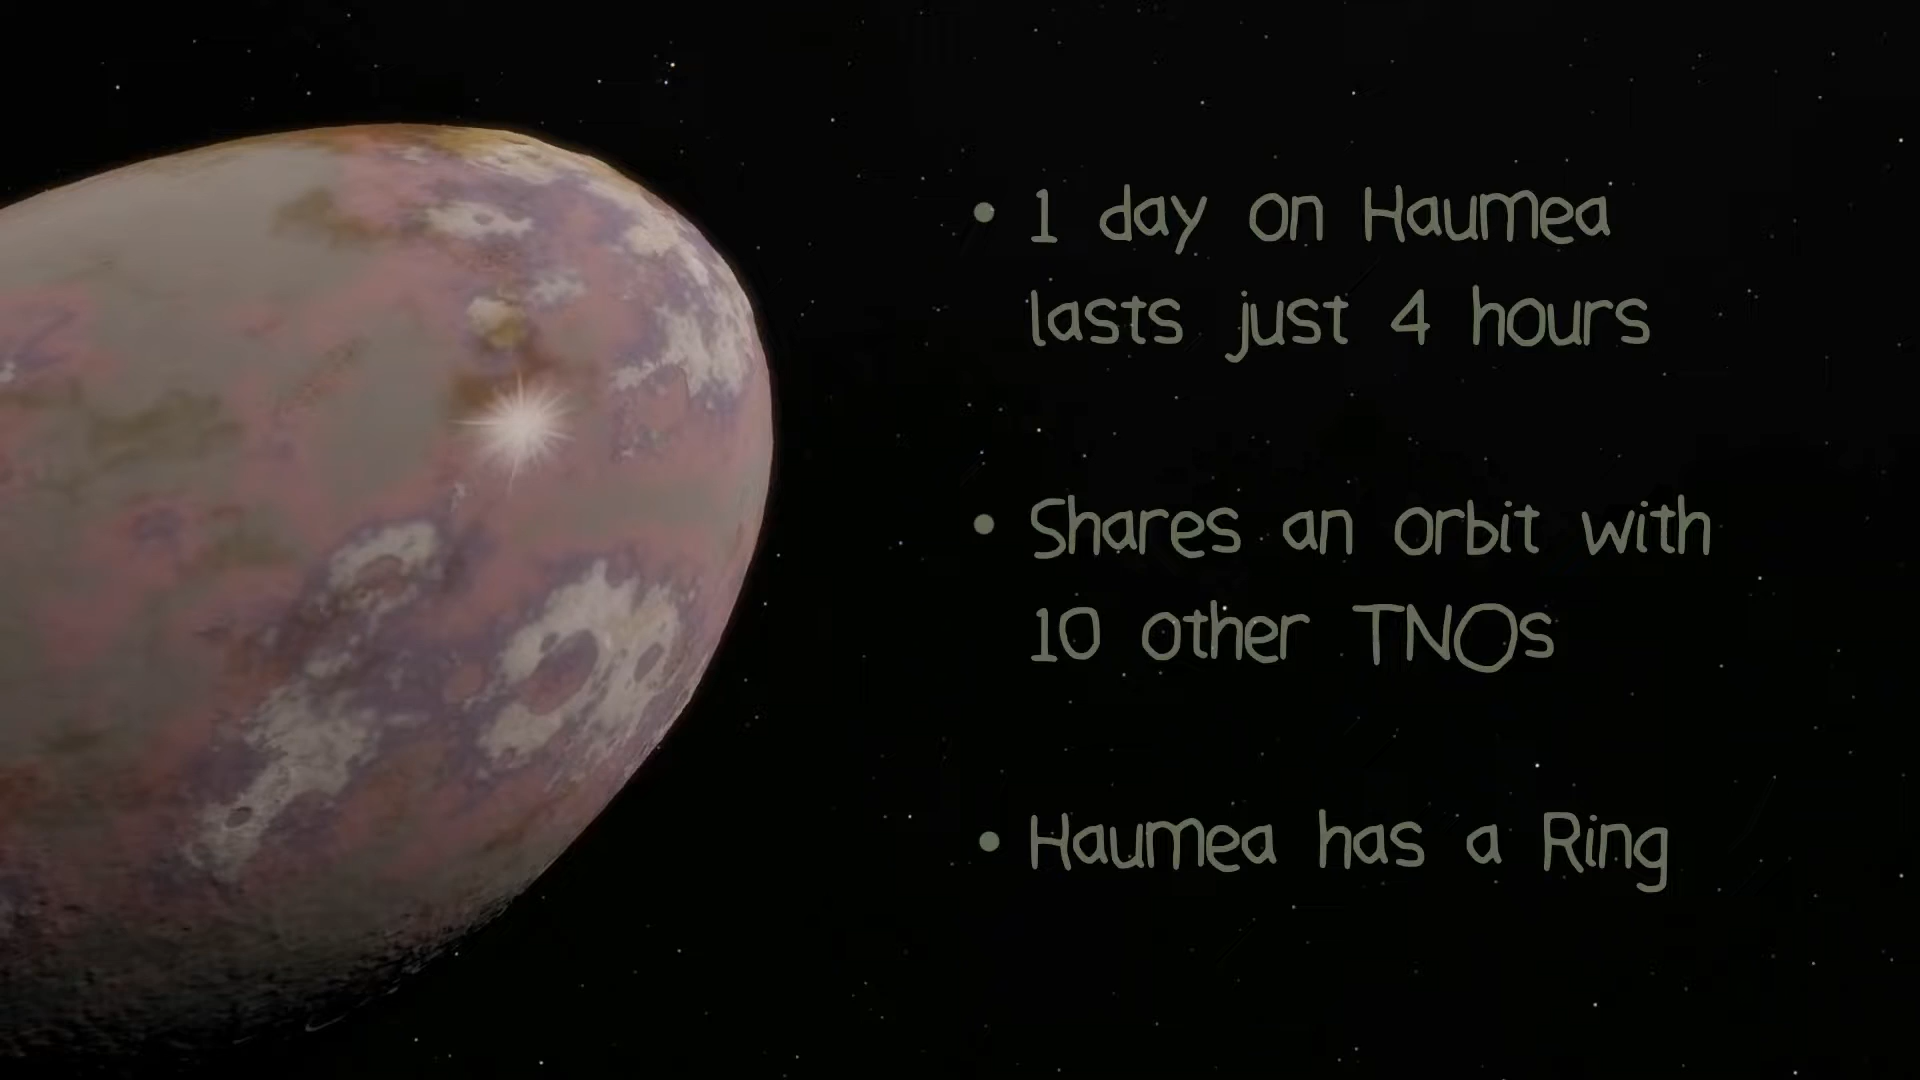 • 1 day on Haumea
lasts just 4 hours
• Shares an orbit with
10 other TNOs
• Haumea has a Ring